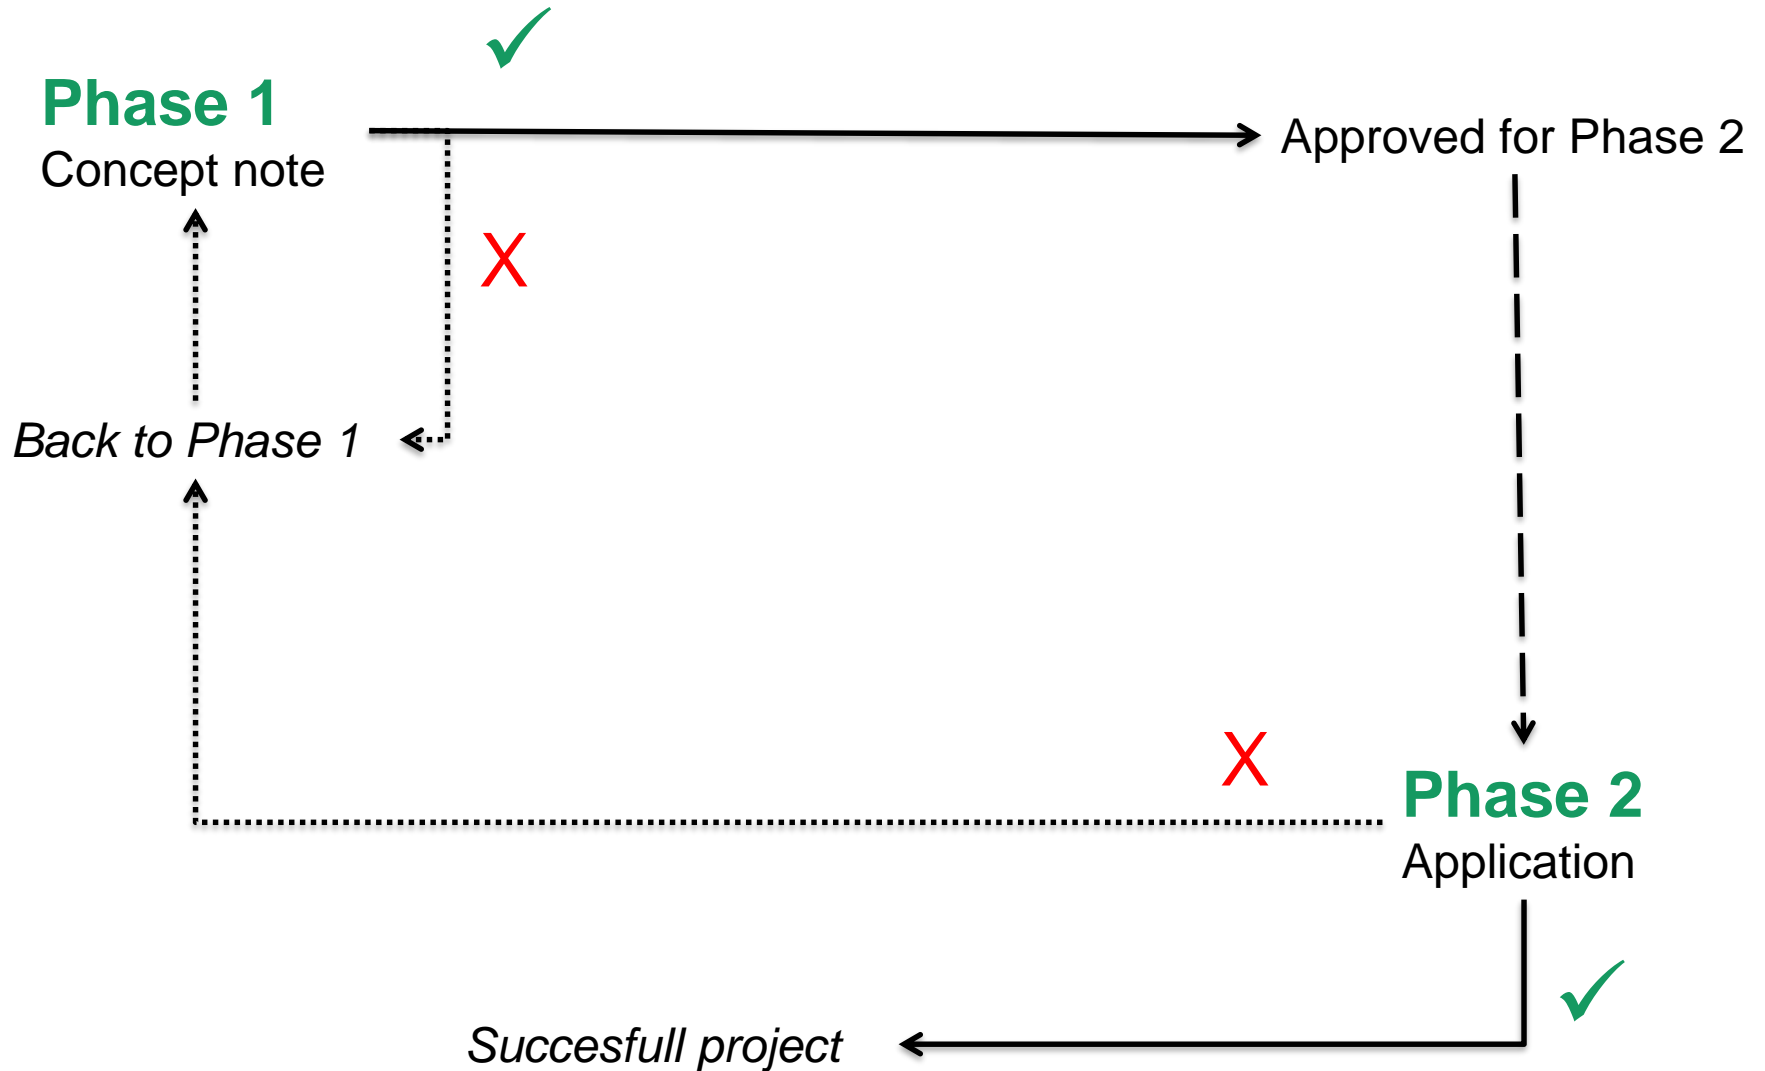 Phase 1
Concept note
Approved for Phase 2
X
Back to Phase 1
X
Phase 2
Application
Succesfull project